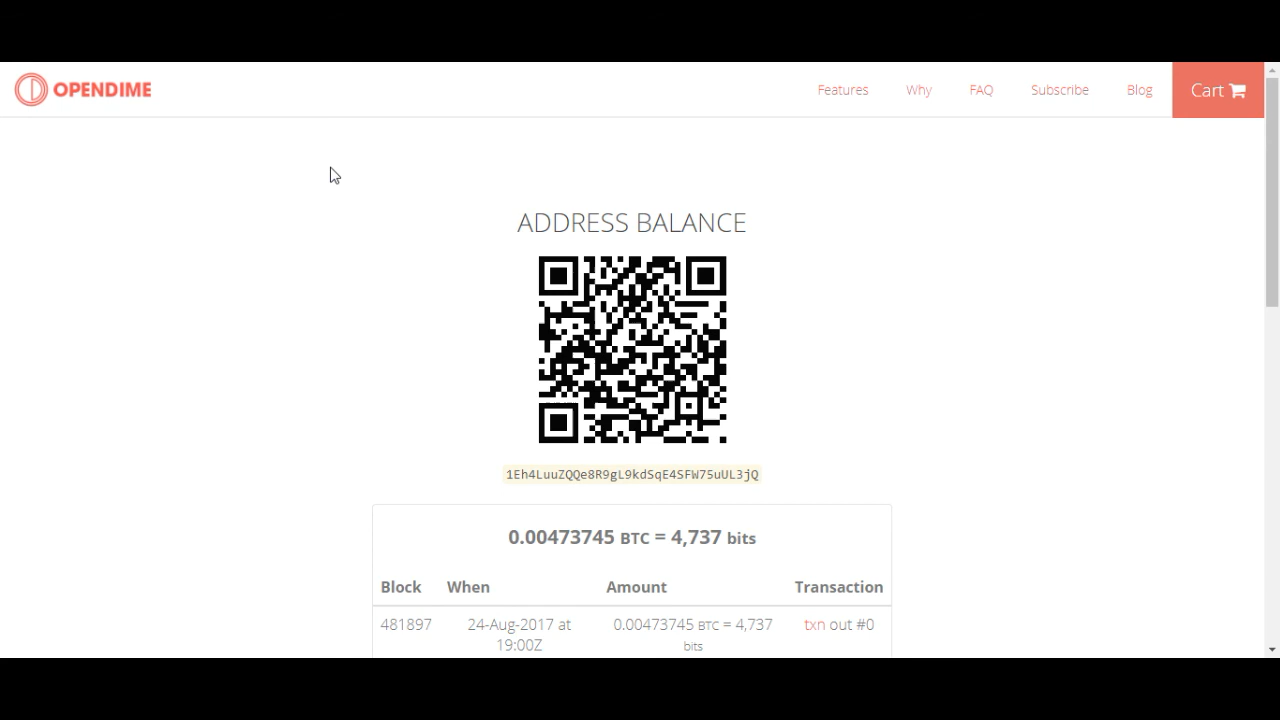 OPENDIME
Features Why FAQ Subscribe Blog Cart
ADDRESS BALANCE
1Eh4LuuZQQe8R9gL9kdSqE4SFW75uUL3jQ
0.00473745 BTC = 4,737 bits
Block When Amount Transaction
481897 24-Aug-2017 at 0.00473745 BTC = 4,737 txn out #0
19:00Z bits